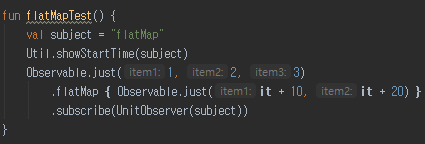 fun flatMapTest() {
    val subject = "flatMap"
    Util.showStartTime(subject)
    Observable.just( item1: 1, item2: 2, item3: 3)
        .flatMap { Observable.just( item1: it + 10, item2: it + 20) }
        .subscribe(UnitObserver(subject))
}